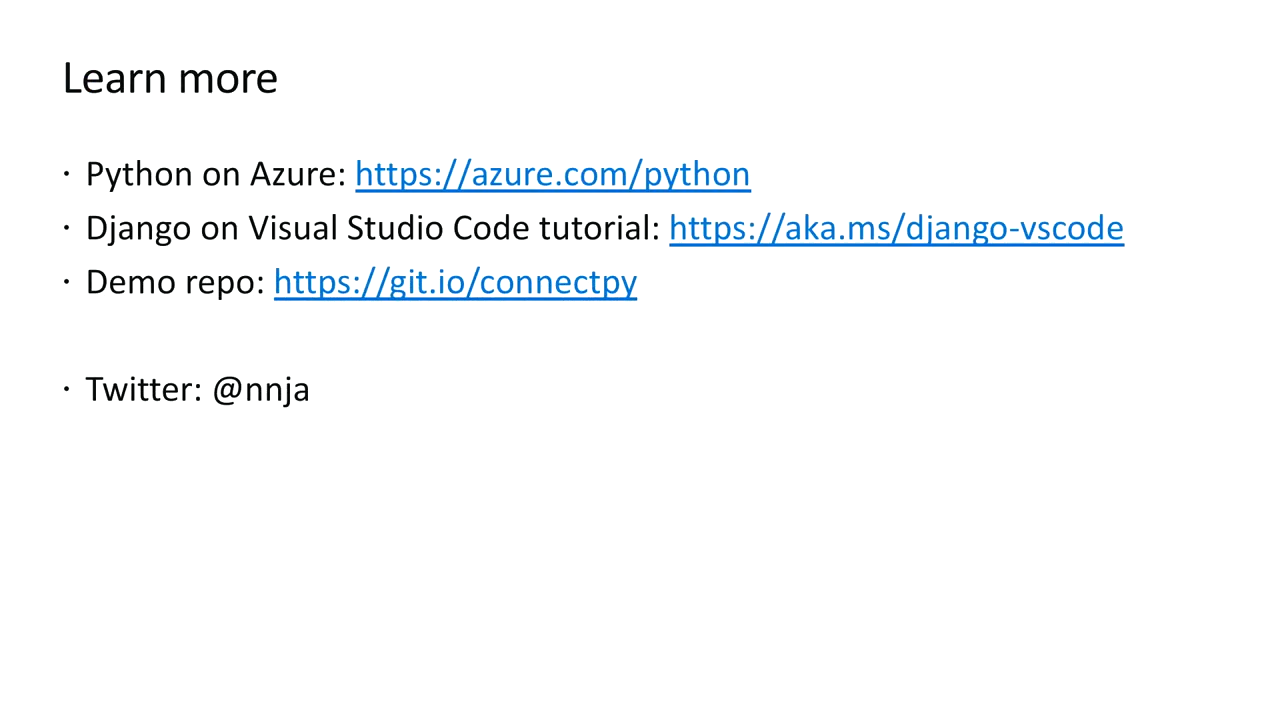 Learn more
· Python on Azure: https://azure.com/python
· Django on Visual Studio Code tutorial: https://aka.ms/django-vscode
· Demo repo: https://git.io/connectpy
· Twitter: @nnja